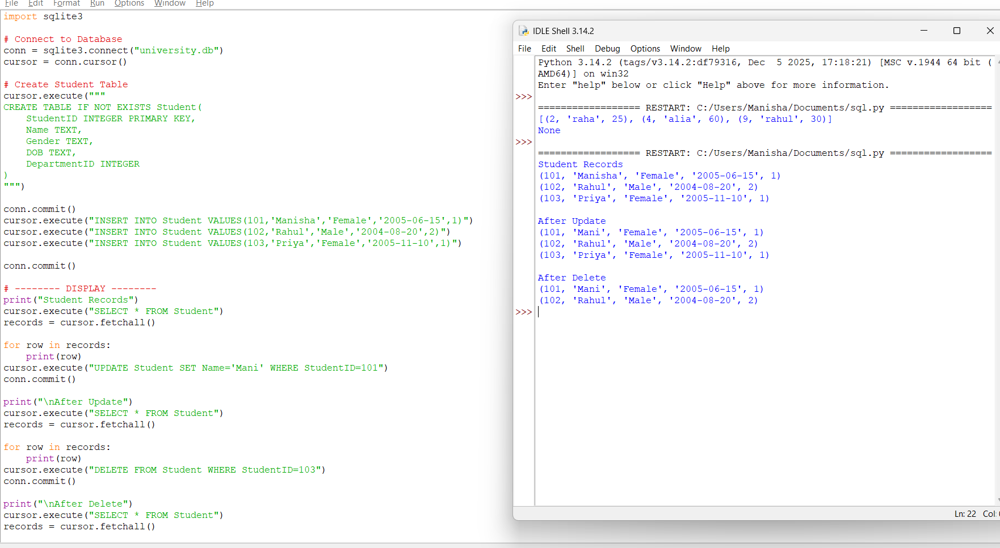 File Edit Format Run Options Window Help
import sqlite3

# Connect to Database
conn = sqlite3.connect("university.db")
cursor = conn.cursor()

# Create Student Table
cursor.execute("""
CREATE TABLE IF NOT EXISTS Student(
    StudentID INTEGER PRIMARY KEY,
    Name TEXT,
    Gender TEXT,
    DOB TEXT,
    DepartmentID INTEGER
)
""")

conn.commit()
cursor.execute("INSERT INTO Student VALUES(101,'Manisha','Female','2005-06-15',1)")
cursor.execute("INSERT INTO Student VALUES(102,'Rahul','Male','2004-08-20',2)")
cursor.execute("INSERT INTO Student VALUES(103,'Priya','Female','2005-11-10',1)")

conn.commit()

# -------- DISPLAY --------
print("Student Records")
cursor.execute("SELECT * FROM Student")
records = cursor.fetchall()

for row in records:
    print(row)
cursor.execute("UPDATE Student SET Name='Mani' WHERE StudentID=101")
conn.commit()

print("\nAfter Update")
cursor.execute("SELECT * FROM Student")
records = cursor.fetchall()

for row in records:
    print(row)
cursor.execute("DELETE FROM Student WHERE StudentID=103")
conn.commit()

print("\nAfter Delete")
cursor.execute("SELECT * FROM Student")
records = cursor.fetchall()

IDLE Shell 3.14.2
File Edit Shell Debug Options Window Help
Python 3.14.2 (tags/v3.14.2:df79316, Dec  5 2025, 17:18:21) [MSC v.1944 64 bit (
AMD64)] on win32
Enter "help" below or click "Help" above for more information.
>>>
================== RESTART: C:/Users/Manisha/Documents/sql.py ==================
[(2, 'raha', 25), (4, 'alia', 60), (9, 'rahul', 30)]
None
>>>
================== RESTART: C:/Users/Manisha/Documents/sql.py ==================
Student Records
(101, 'Manisha', 'Female', '2005-06-15', 1)
(102, 'Rahul', 'Male', '2004-08-20', 2)
(103, 'Priya', 'Female', '2005-11-10', 1)

After Update
(101, 'Mani', 'Female', '2005-06-15', 1)
(102, 'Rahul', 'Male', '2004-08-20', 2)
(103, 'Priya', 'Female', '2005-11-10', 1)

After Delete
(101, 'Mani', 'Female', '2005-06-15', 1)
(102, 'Rahul', 'Male', '2004-08-20', 2)
>>>
Ln: 22 Col: